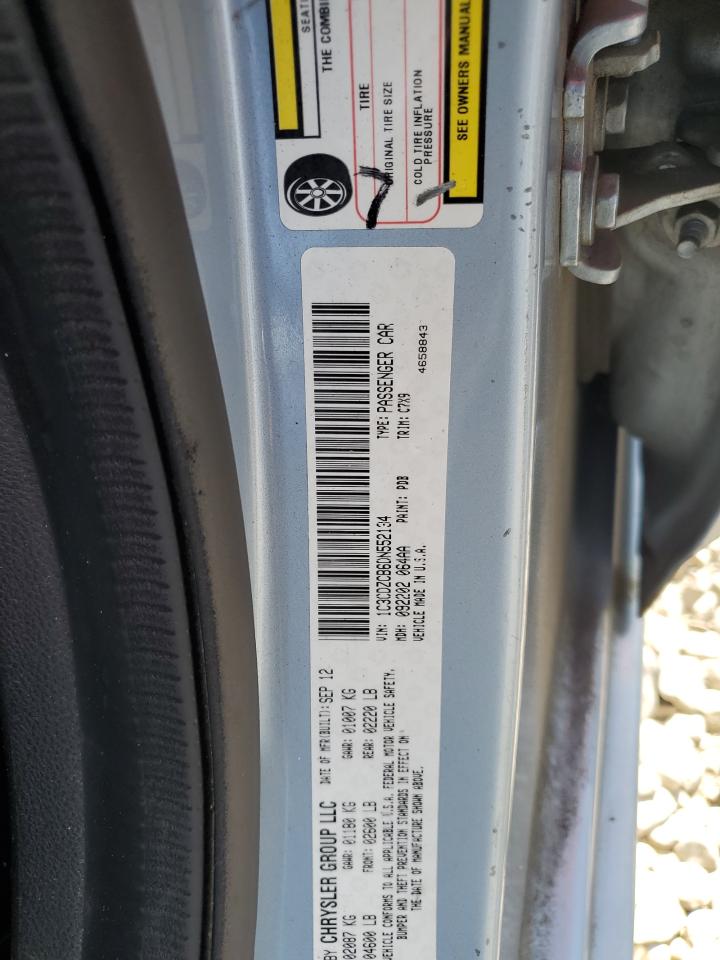 SEATI
THE COMBI
TIRE
ORIGINAL TIRE SIZE
COLD TIRE INFLATION
PRESSURE
SEE OWNERS MANUAL
BY CHRYSLER GROUP LLC DATE OF MFR(BUILT): SEP 12
02087 KG GAWR: 01180 KG GAWR: 01007 KG
04600 LB FRONT: 02600 LB REAR: 02220 LB
VEHICLE CONFORMS TO ALL APPLICABLE U.S.A. FEDERAL MOTOR VEHICLE SAFETY,
BUMPER AND THEFT PREVENTION STANDARDS IN EFFECT ON
THE DATE OF MANUFACTURE SHOWN ABOVE.
VIN: 1C3CDZCB6DN552134 TYPE: PASSENGER CAR
MDH: 092202 064AA PAINT: PDB TRIM: C7X9
VEHICLE MADE IN U.S.A. 4658843